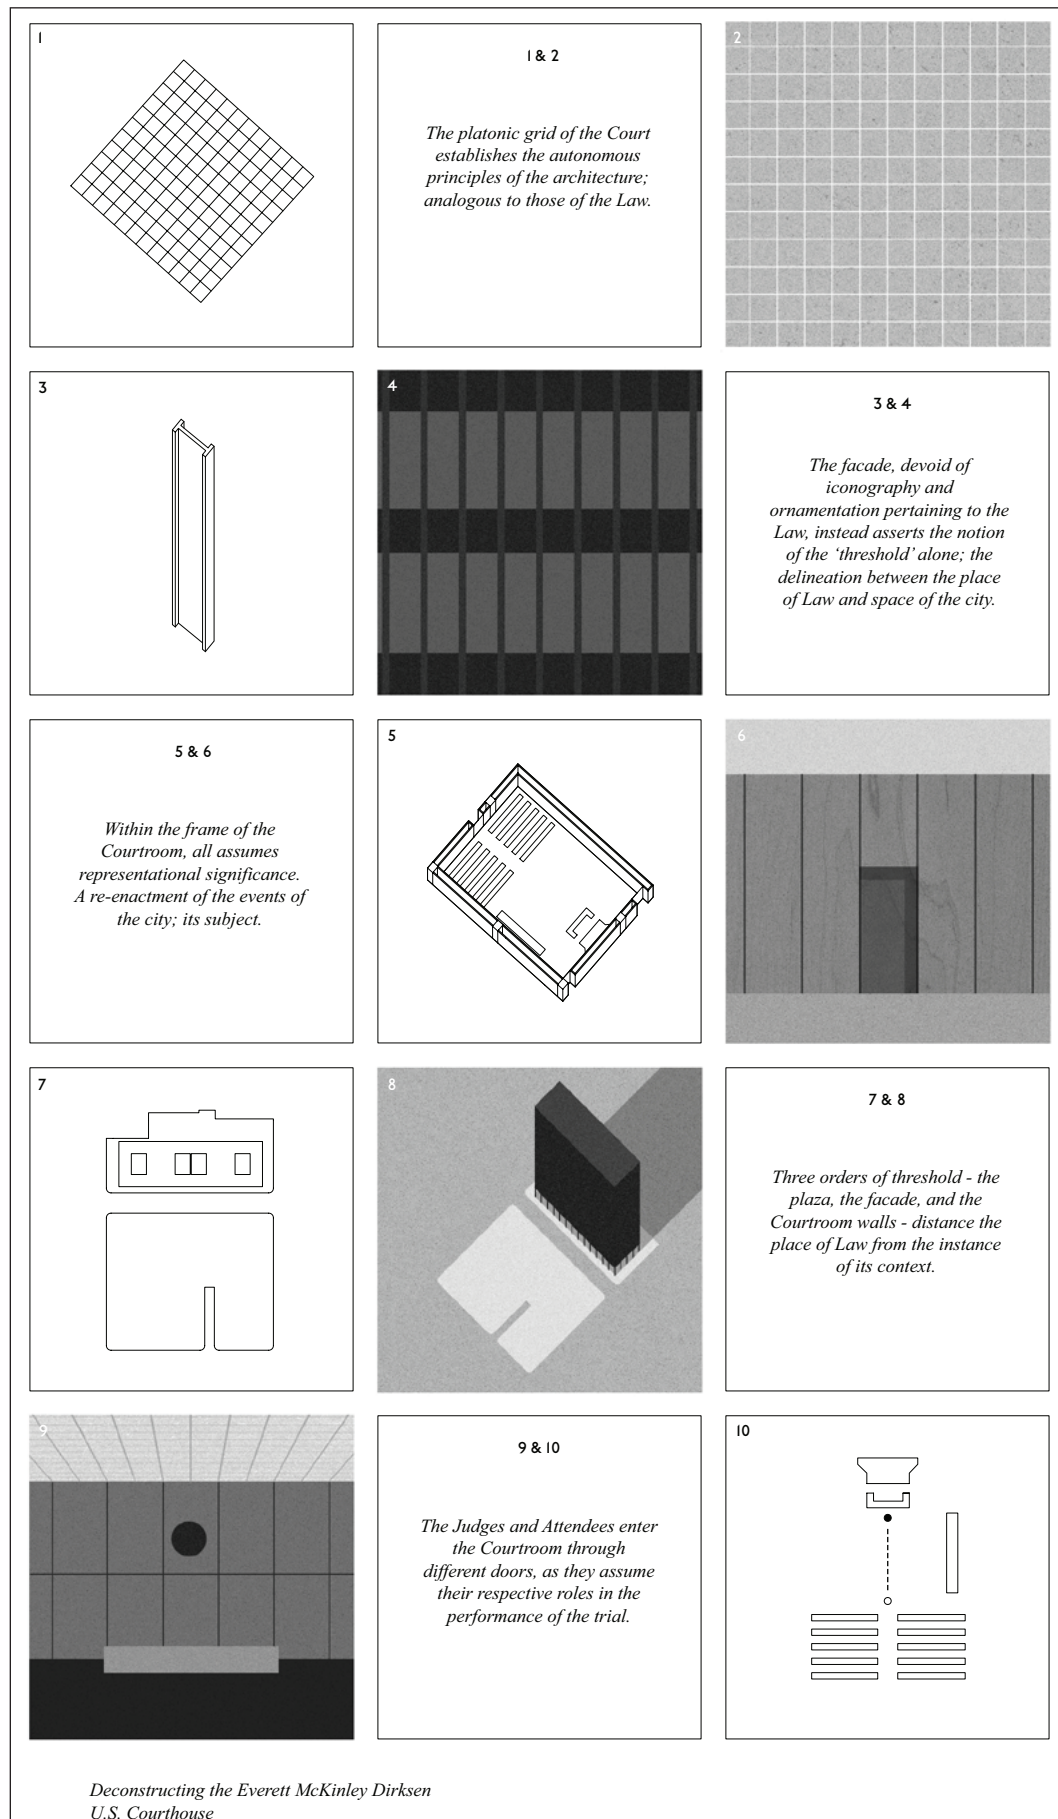 1
1 & 2
The platonic grid of the Court
establishes the autonomous
principles of the architecture;
analogous to those of the Law.
2
3
4
3 & 4
The facade, devoid of
iconography and
ornamentation pertaining to the
Law, instead asserts the notion
of the ‘threshold’ alone; the
delineation between the place
of Law and space of the city.
5 & 6
Within the frame of the
Courtroom, all assumes
representational significance.
A re-enactment of the events of
the city; its subject.
5
6
7
8
7 & 8
Three orders of threshold - the
plaza, the facade, and the
Courtroom walls - distance the
place of Law from the instance
of its context.
9
9 & 10
The Judges and Attendees enter
the Courtroom through
different doors, as they assume
their respective roles in the
performance of the trial.
10
Deconstructing the Everett McKinley Dirksen
U.S. Courthouse